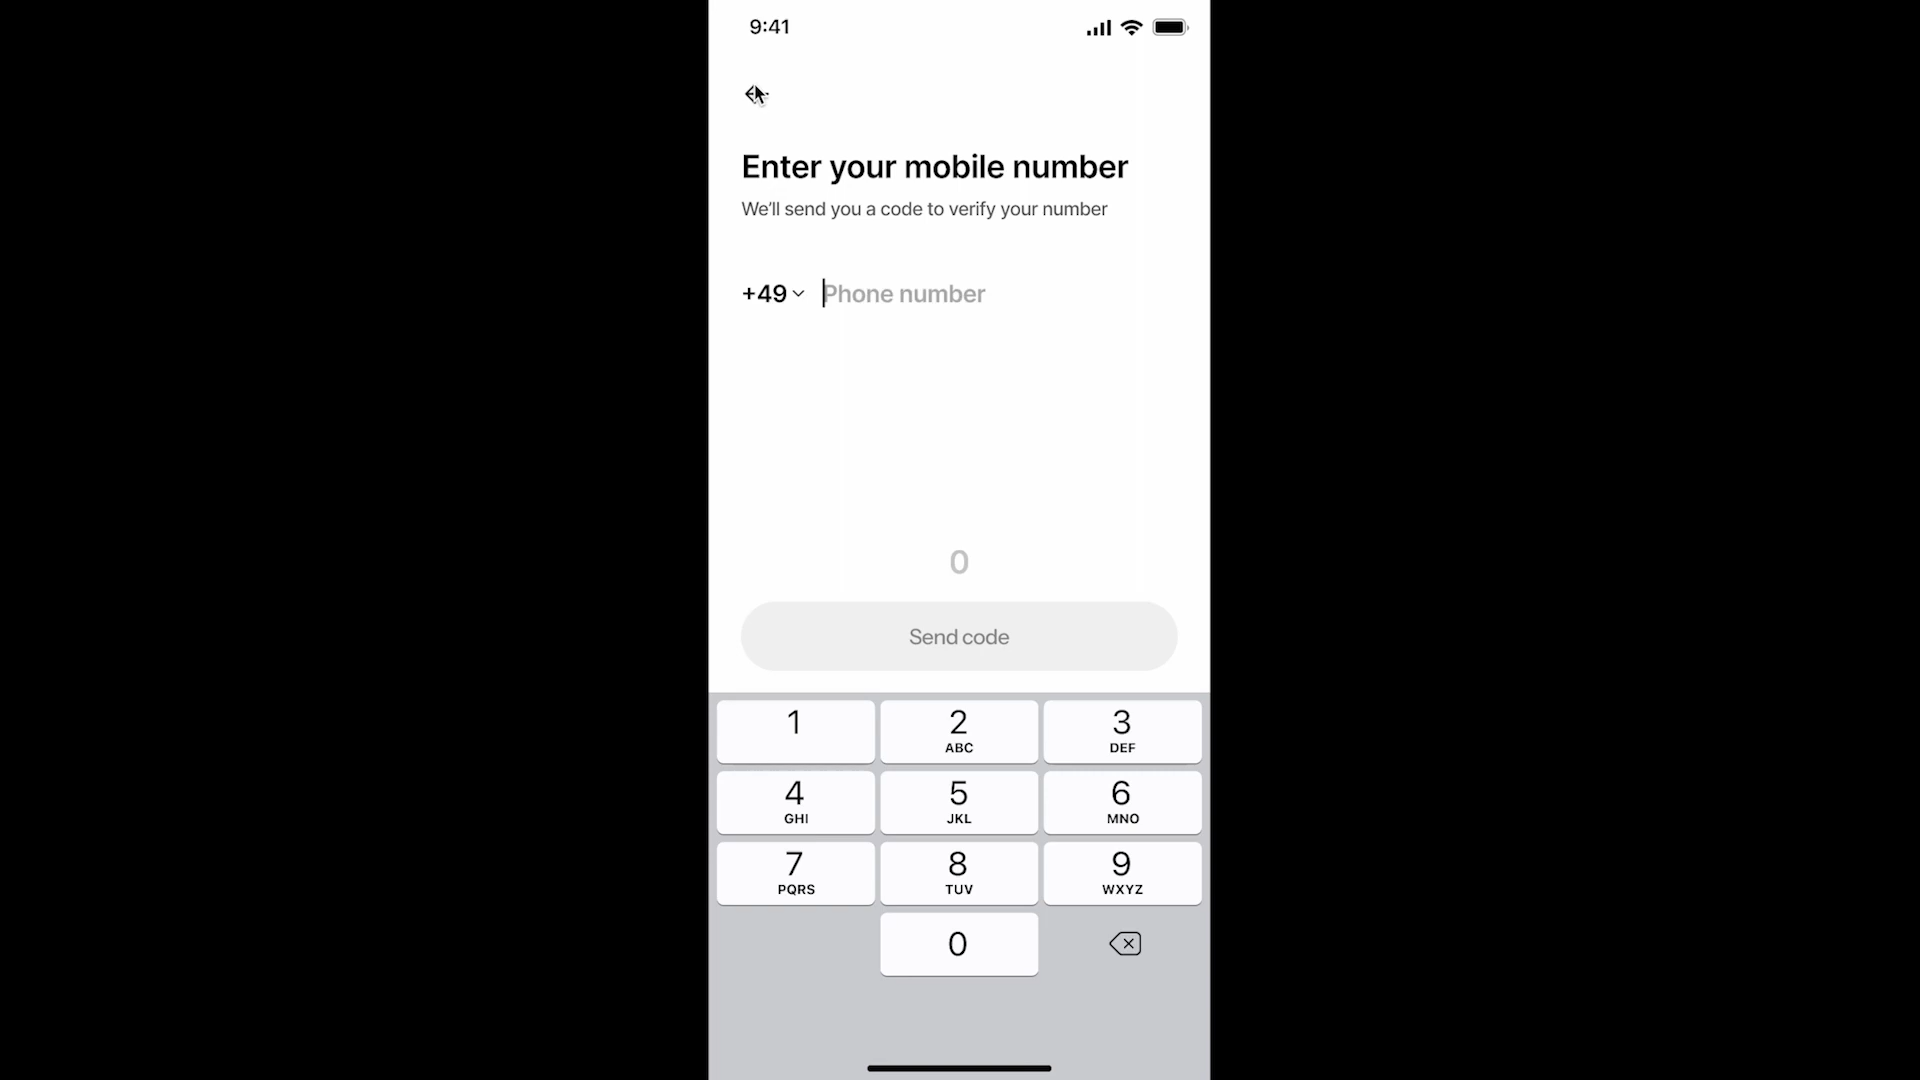 9:41
Enter your mobile number
We'll send you a code to verify your number
+49 Phone number
0
Send code
1 2 3
ABC DEF
4 5 6
GHI JKL MNO
7 8 9
PQRS TUV WXYZ
0